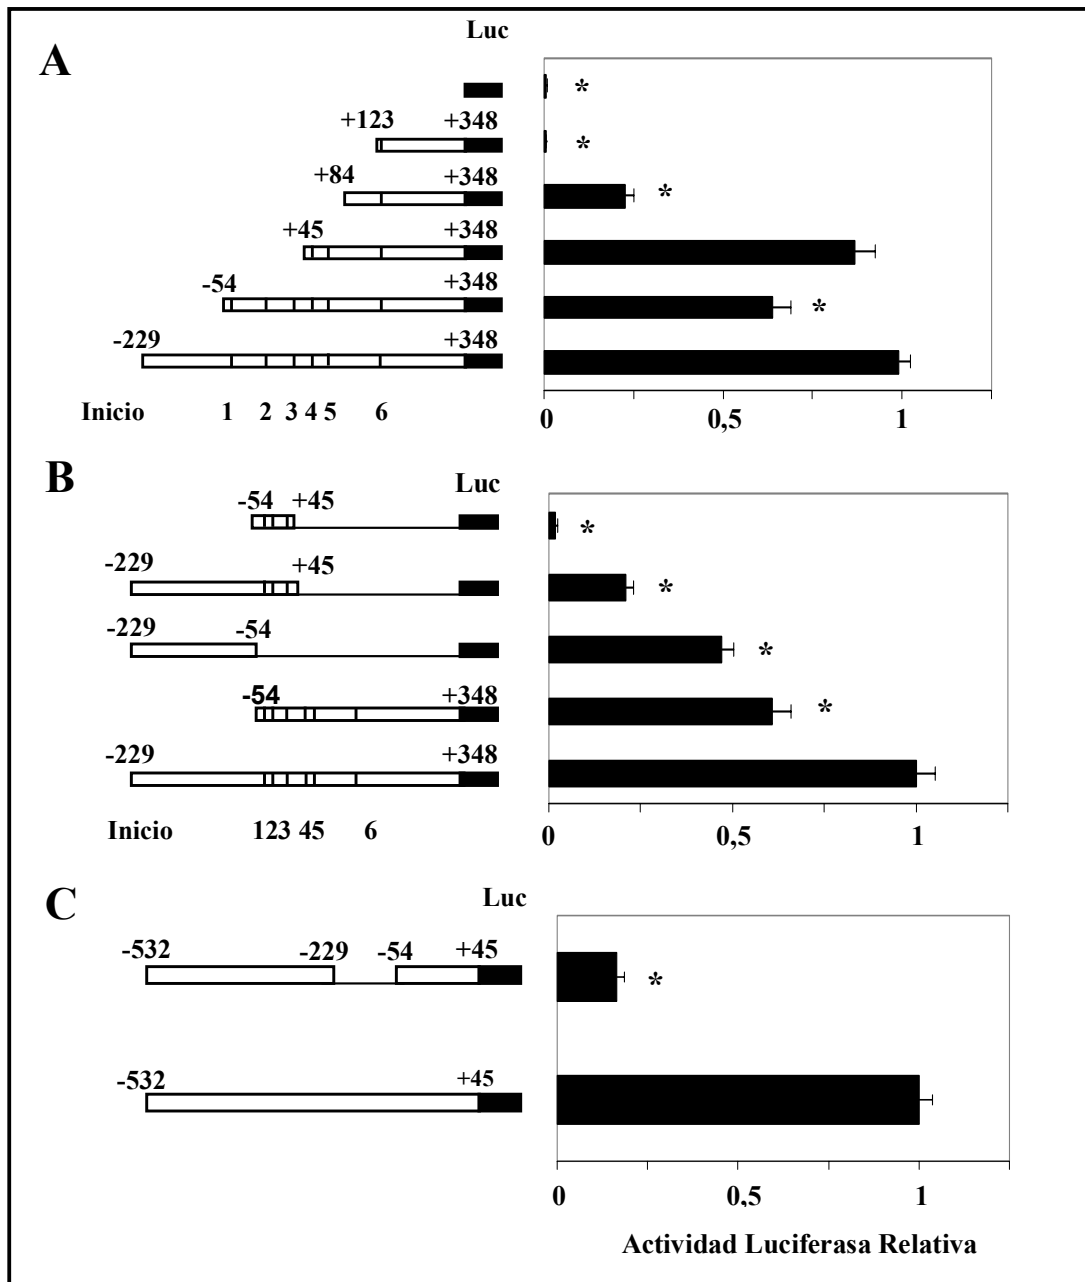 A
Luc
+123 +348
*
*
+84 +348
*
+45 +348
-54 +348
*
-229 +348
Inicio 1 2 3 4 5 6
0 0,5 1
B
Luc
-54 +45
*
-229 +45
*
-229 -54
*
-54 +348
*
-229 +348
Inicio 123 45 6
0 0,5 1
C
Luc
-532 -229 -54 +45
*
-532 +45
0 0,5 1
Actividad Luciferasa Relativa